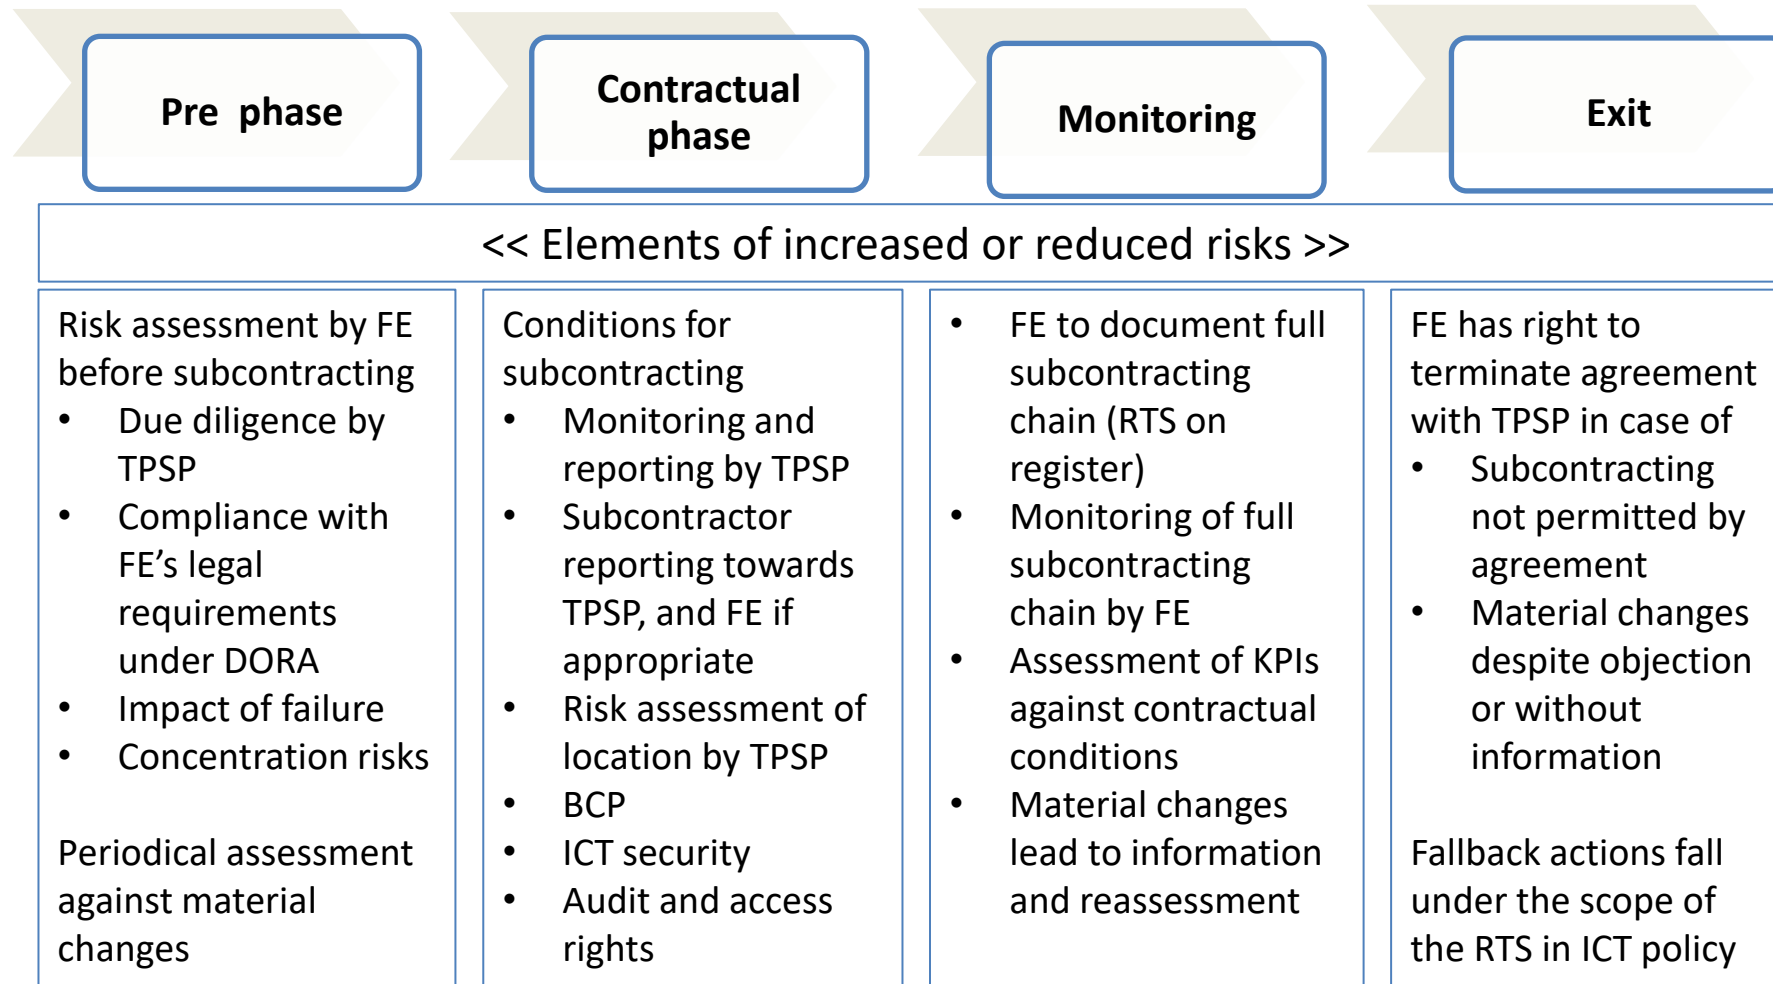 Pre phase
Contractual
phase
Monitoring
Exit
<< Elements of increased or reduced risks >>
Risk assessment by FE
before subcontracting
• Due diligence by
TPSP
• Compliance with
FE’s legal
requirements
under DORA
• Impact of failure
• Concentration risks
Periodical assessment
against material
changes
Conditions for
subcontracting
• Monitoring and
reporting by TPSP
• Subcontractor
reporting towards
TPSP, and FE if
appropriate
• Risk assessment of
location by TPSP
• BCP
• ICT security
• Audit and access
rights
• FE to document full
subcontracting
chain (RTS on
register)
• Monitoring of full
subcontracting
chain by FE
• Assessment of KPIs
against contractual
conditions
• Material changes
lead to information
and reassessment
FE has right to
terminate agreement
with TPSP in case of
• Subcontracting
not permitted by
agreement
• Material changes
despite objection
or without
information
Fallback actions fall
under the scope of
the RTS in ICT policy